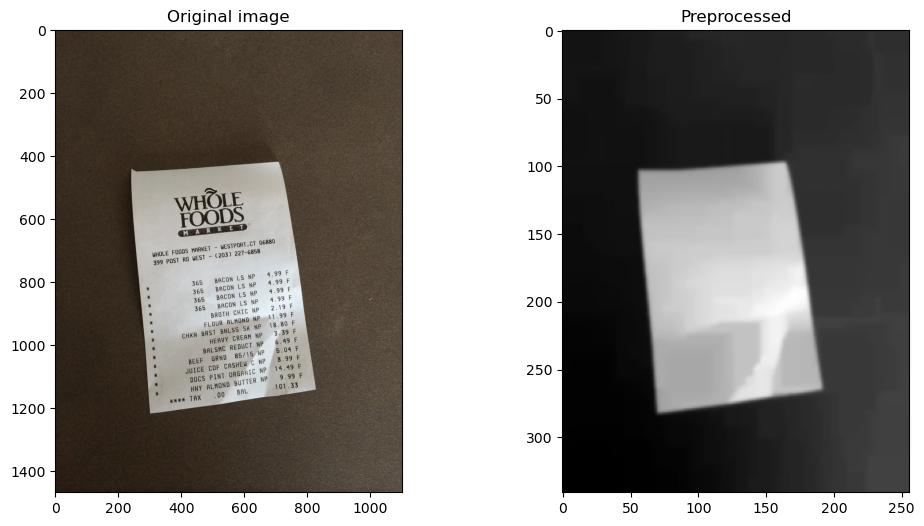 Original image
Preprocessed
0
200
400
600
800
1000
1200
1400
0 200 400 600 800 1000
0
50
100
150
200
250
300
0 50 100 150 200 250
WHOLE
FOODS
MARKET
WHOLE FOODS MARKET - WESTPORT,CT 06880
399 POST RD WEST - (203) 227-6858
365 BACON LS NP 4.99 F
365 BACON LS NP 4.99 F
365 BACON LS NP 4.99 F
365 BACON LS NP 4.99 F
BROTH CHIC NP 2.19 F
FLOUR ALMOND NP 11.99 F
CHKN BRST BNLSS SK NP 18.80 F
HEAVY CREAM NP 3.39 F
BALSMC REDUCT NP 6.49 F
BEEF GRND 85/15 NP 5.04 F
JUICE COF CASHEW C NP 8.99 F
DOCS PINT ORGANIC NP 14.49 F
HNY ALMOND BUTTER NP 9.99 F
**** TAX .00 BAL 101.33